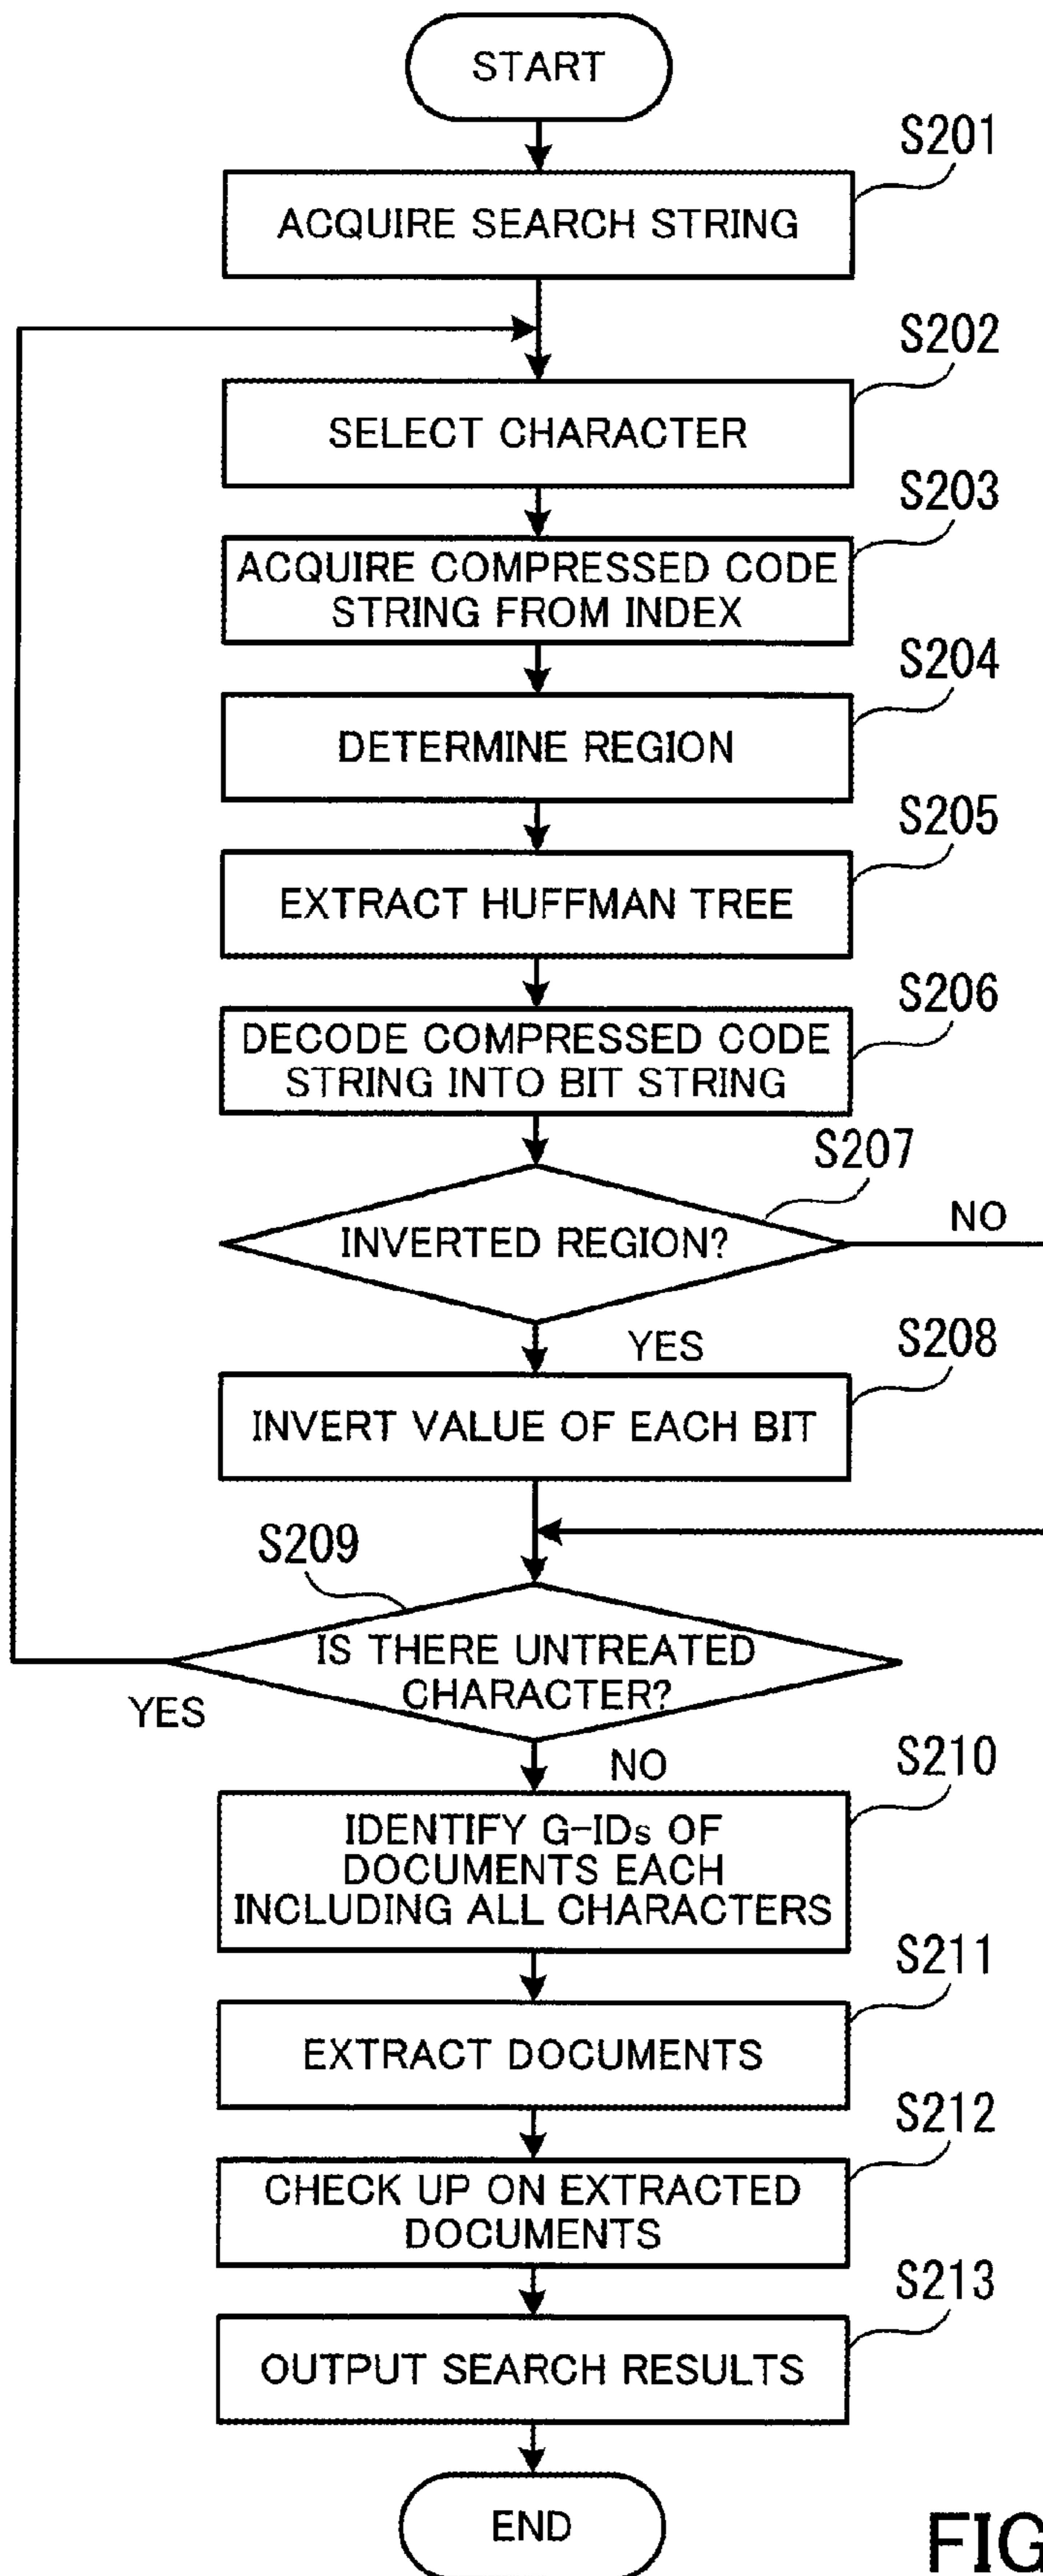 START
S201
ACQUIRE SEARCH STRING
S202
SELECT CHARACTER
S203
ACQUIRE COMPRESSED CODE
STRING FROM INDEX
S204
DETERMINE REGION
S205
EXTRACT HUFFMAN TREE
S206
DECODE COMPRESSED CODE
STRING INTO BIT STRING
S207
INVERTED REGION?
NO
YES
S208
INVERT VALUE OF EACH BIT
S209
IS THERE UNTREATED
CHARACTER?
YES
NO
S210
IDENTIFY G-IDs OF
DOCUMENTS EACH
INCLUDING ALL CHARACTERS
S211
EXTRACT DOCUMENTS
S212
CHECK UP ON EXTRACTED
DOCUMENTS
S213
OUTPUT SEARCH RESULTS
END
FIG